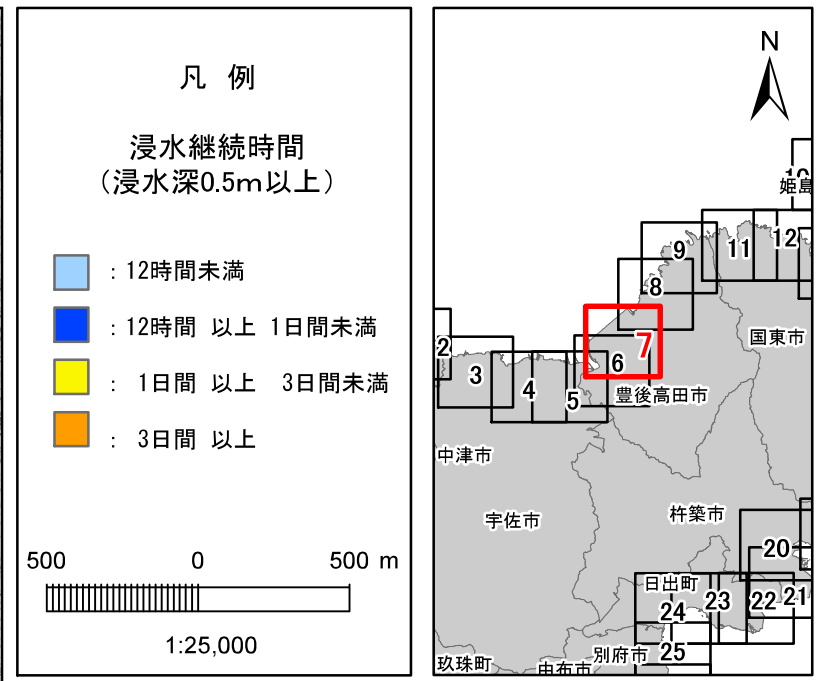 凡 例
浸水継続時間
（浸水深0.5m以上）
：12時間未満
：12時間 以上 1日間未満
： 1日間 以上 3日間未満
： 3日間 以上
500 0 500 m
1:25,000
N
姫島
9
11
12
8
国東市
2
7
3
6
4
5
豊後高田市
中津市
宇佐市
杵築市
20
日出町
24
23
22
21
別府市
25
玖珠町
由布市